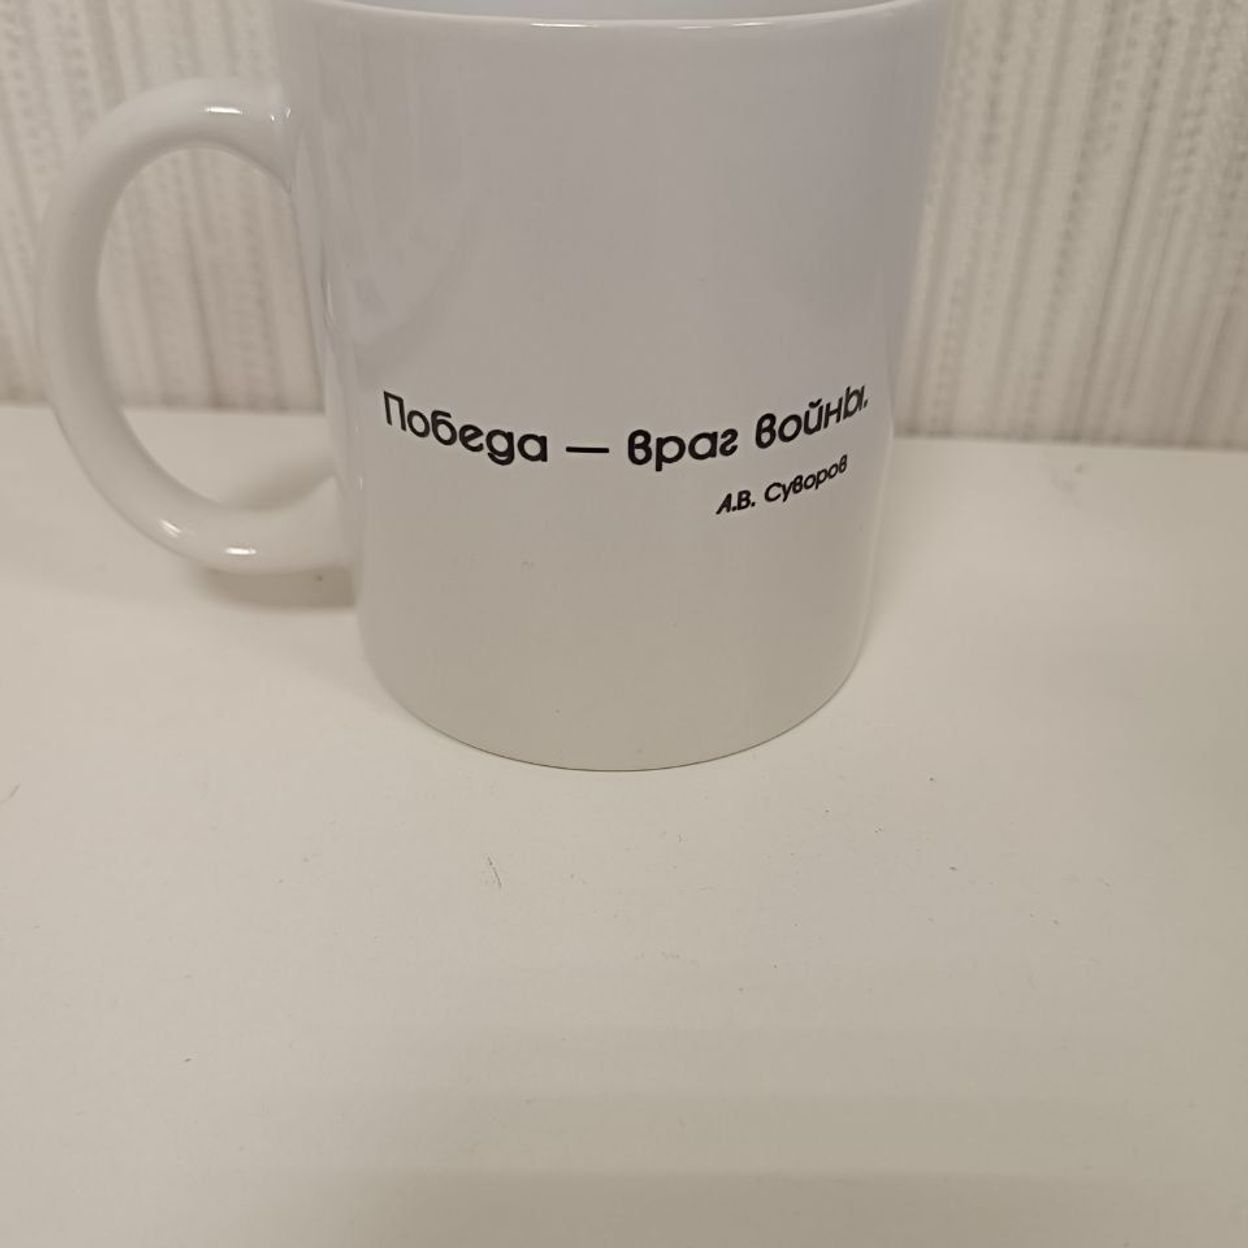 Победа — враг войны.
А.В. Суворов